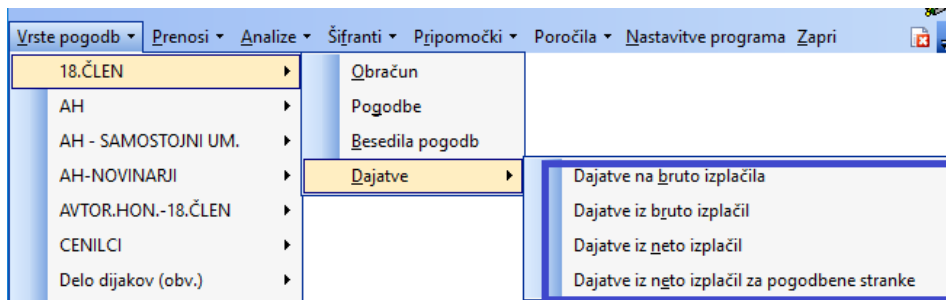 Vrste pogodb Prenosi Analize Šifranti Pripomočki Poročila Nastavitve programa Zapri
18.ČLEN
AH
AH - SAMOSTOJNI UM.
AH-NOVINARJI
AVTOR.HON.-18.ČLEN
CENILCI
Delo dijakov (obv.)
Obračun
Pogodbe
Besedila pogodb
Dajatve
Dajatve na bruto izplačila
Dajatve iz bruto izplačil
Dajatve iz neto izplačil
Dajatve iz neto izplačil za pogodbene stranke